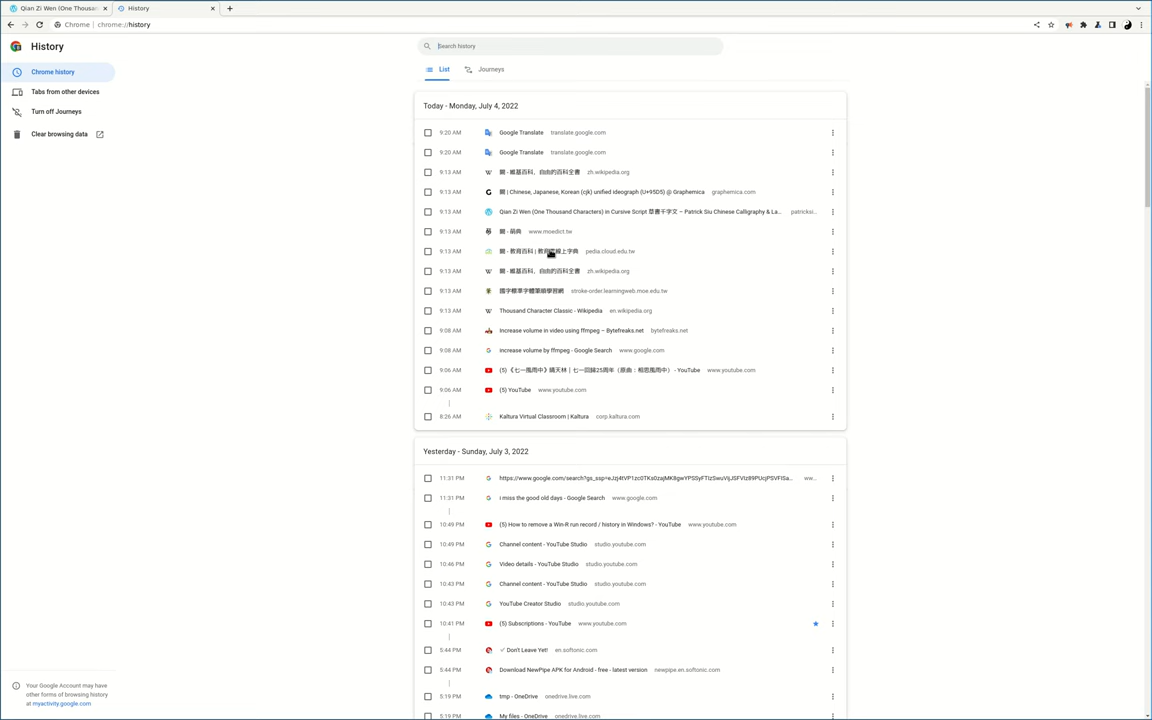 Qian Zi Wen (One Thousan
History
Chrome
chrome://history
History
Search history
Chrome history
Tabs from other devices
Turn off Journeys
Clear browsing data
List
Journeys
Today - Monday, July 4, 2022
9:20 AM Google Translate translate.google.com
9:20 AM Google Translate translate.google.com
9:13 AM 闕 - 維基百科，自由的百科全書 zh.wikipedia.org
9:13 AM 闕 | Chinese, Japanese, Korean (cjk) unified ideograph (U+95D5) @ Graphemica graphemica.com
9:13 AM Qian Zi Wen (One Thousand Characters) in Cursive Script 草書千字文 – Patrick Siu Chinese Calligraphy & La... patricksi...
9:13 AM 闕 - 萌典 www.moedict.tw
9:13 AM 闕 - 教育百科 | 教育雲線上字典 pedia.cloud.edu.tw
9:13 AM 闕 - 維基百科，自由的百科全書 zh.wikipedia.org
9:13 AM 國字標準字體筆順學習網 stroke-order.learningweb.moe.edu.tw
9:13 AM Thousand Character Classic - Wikipedia en.wikipedia.org
9:08 AM Increase volume in video using ffmpeg – Bytefreaks.net bytefreaks.net
9:08 AM increase volume by ffmpeg - Google Search www.google.com
9:06 AM (5) 《七一風雨中》晴天林｜七一回歸25周年（原曲：相思風雨中） - YouTube www.youtube.com
9:06 AM (5) YouTube www.youtube.com
8:26 AM Kaltura Virtual Classroom | Kaltura corp.kaltura.com
Yesterday - Sunday, July 3, 2022
11:31 PM ww...
11:31 PM i miss the good old days - Google Search www.google.com
10:49 PM (5) How to remove a Win-R run record / history in Windows? - YouTube www.youtube.com
10:49 PM Channel content - YouTube Studio studio.youtube.com
10:46 PM Video details - YouTube Studio studio.youtube.com
10:43 PM Channel content - YouTube Studio studio.youtube.com
10:43 PM YouTube Creator Studio studio.youtube.com
10:41 PM (5) Subscriptions - YouTube www.youtube.com
5:44 PM ✓ Don't Leave Yet! en.softonic.com
5:44 PM Download NewPipe APK for Android - free - latest version newpipe.en.softonic.com
5:19 PM tmp - OneDrive onedrive.live.com
5:19 PM My files - OneDrive onedrive.live.com
Your Google Account may have
other forms of browsing history
at myactivity.google.com